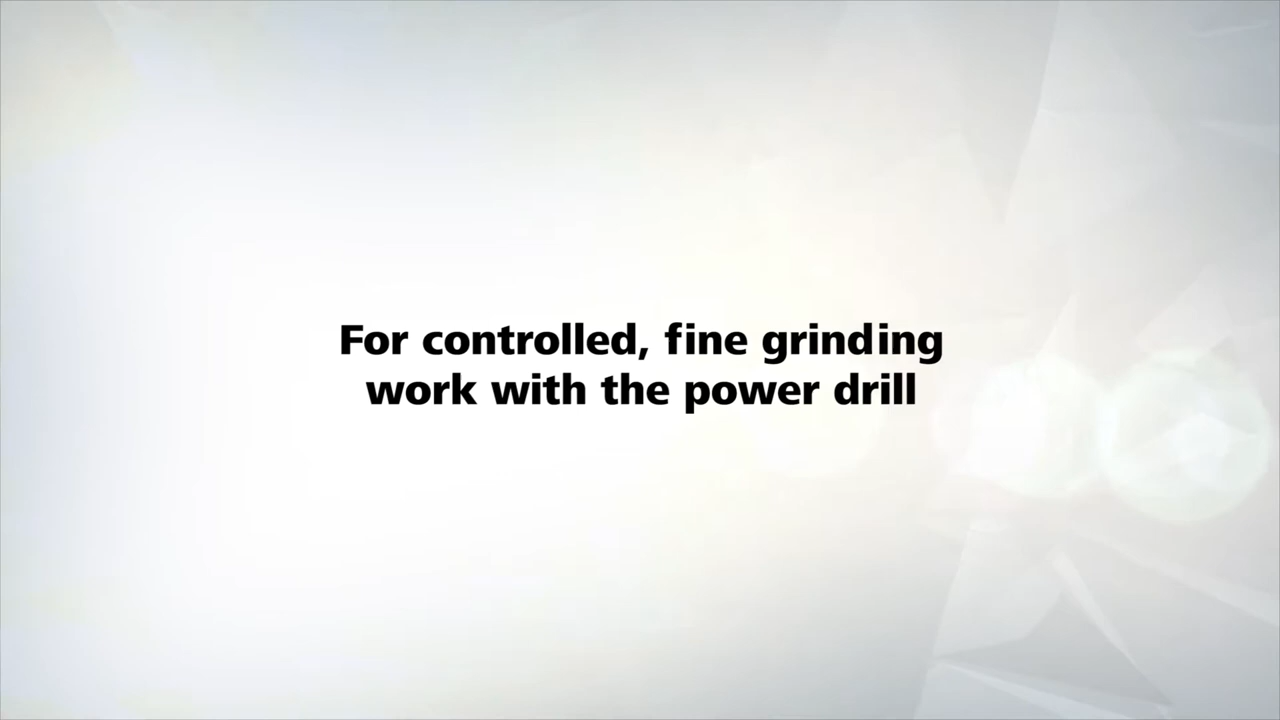 For controlled, fine grinding
work with the power drill